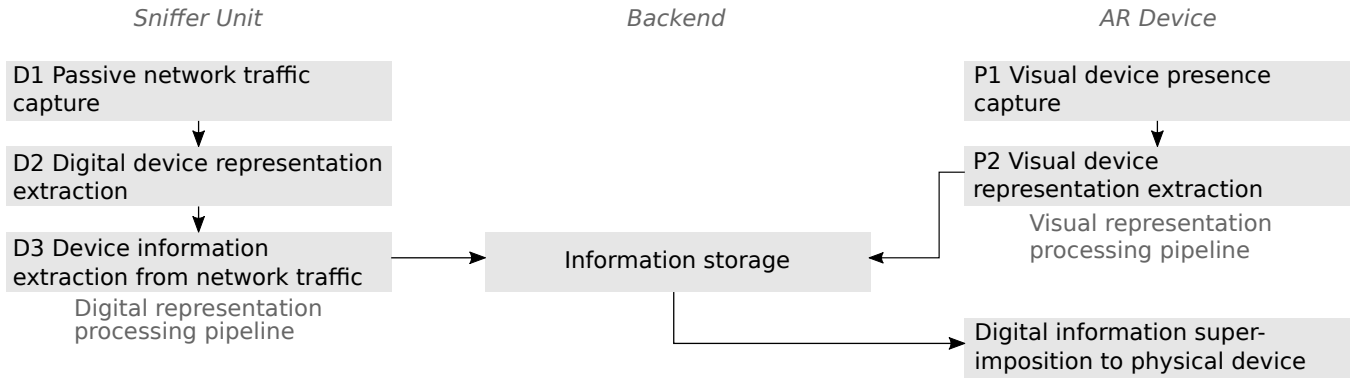 Sniffer Unit
Backend
AR Device
D1 Passive network traffic
capture
D2 Digital device representation
extraction
D3 Device information
extraction from network traffic
Digital representation
processing pipeline
Information storage
P1 Visual device presence
capture
P2 Visual device
representation extraction
Visual representation
processing pipeline
Digital information super-
imposition to physical device